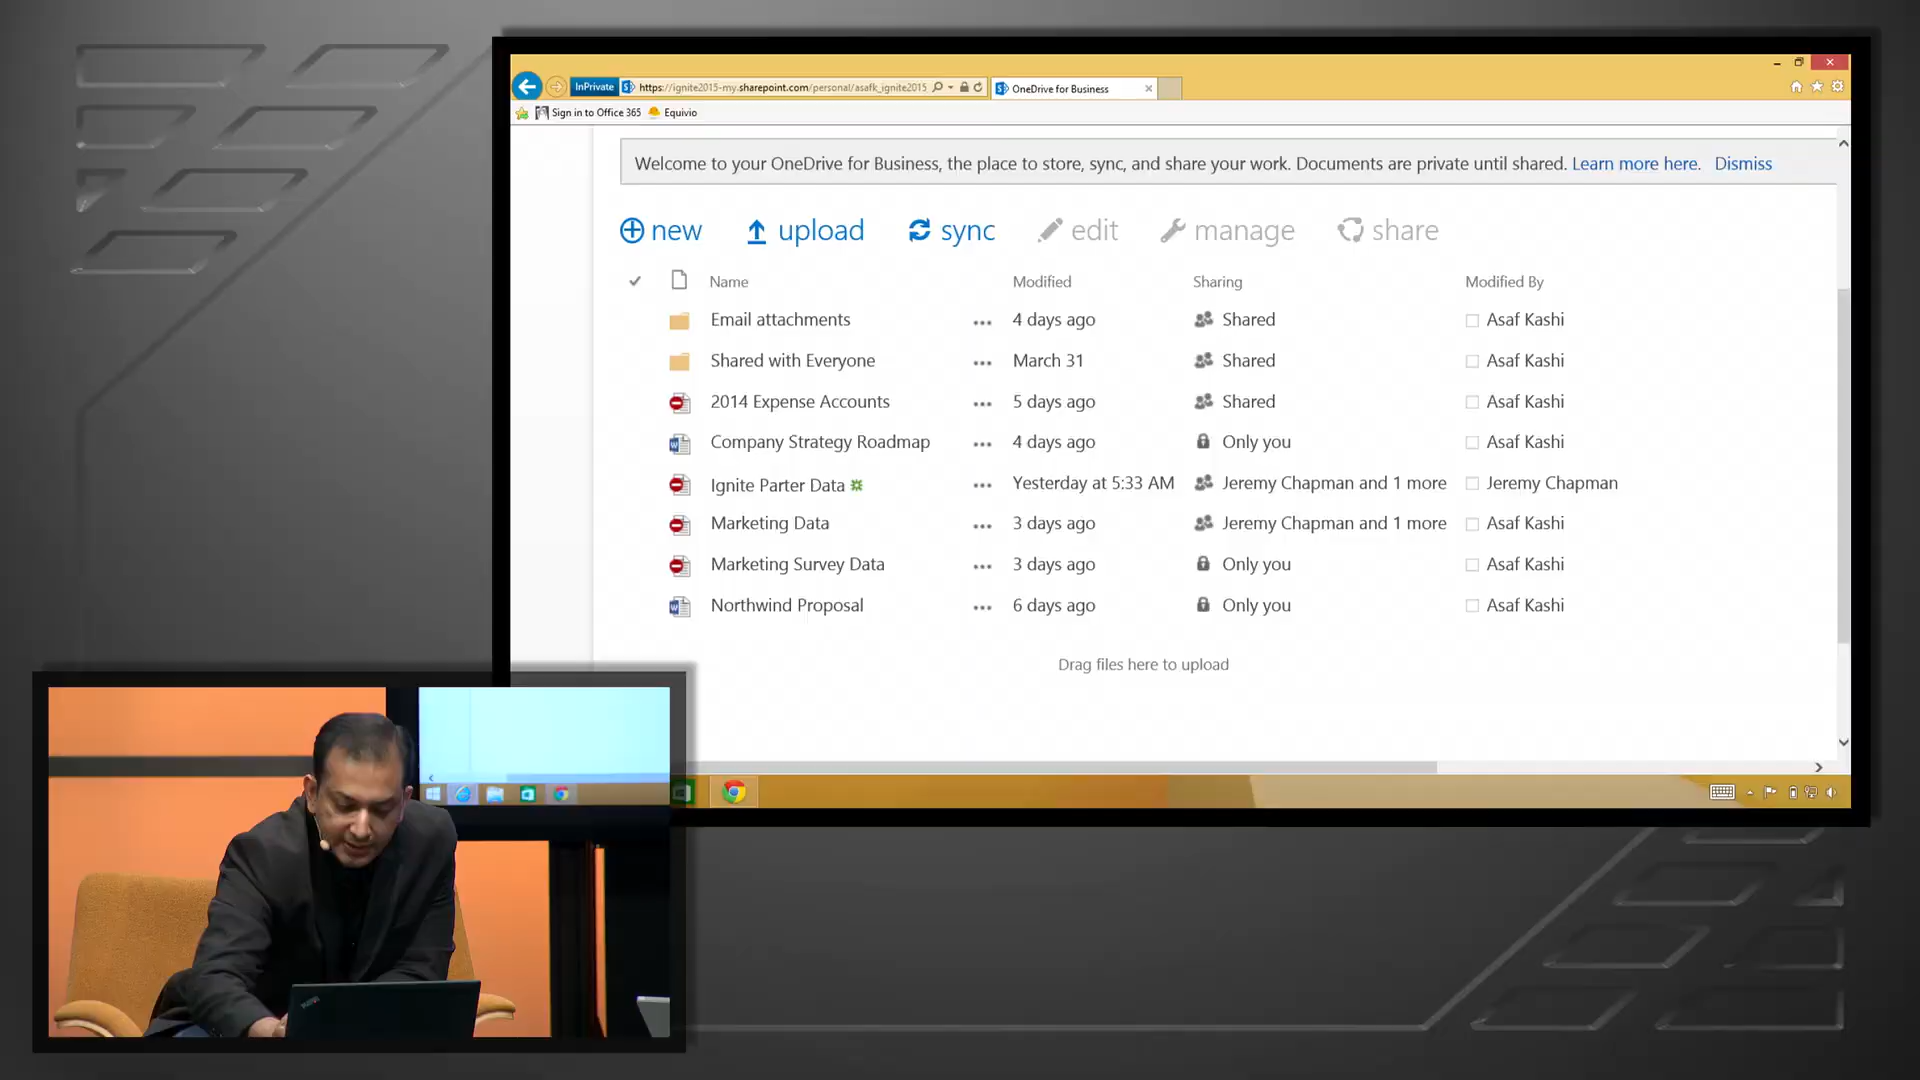 InPrivate https://ignite2015-my.sharepoint.com/personal/asafk_ignite2015 OneDrive for Business
Sign in to Office 365 Equivio
Welcome to your OneDrive for Business, the place to store, sync, and share your work. Documents are private until shared. Learn more here. Dismiss
new upload sync edit manage share
Name Modified Sharing Modified By
Email attachments ... 4 days ago Shared Asaf Kashi
Shared with Everyone ... March 31 Shared Asaf Kashi
2014 Expense Accounts ... 5 days ago Shared Asaf Kashi
Company Strategy Roadmap ... 4 days ago Only you Asaf Kashi
Ignite Parter Data ... Yesterday at 5:33 AM Jeremy Chapman and 1 more Jeremy Chapman
Marketing Data ... 3 days ago Jeremy Chapman and 1 more Asaf Kashi
Marketing Survey Data ... 3 days ago Only you Asaf Kashi
Northwind Proposal ... 6 days ago Only you Asaf Kashi
Drag files here to upload